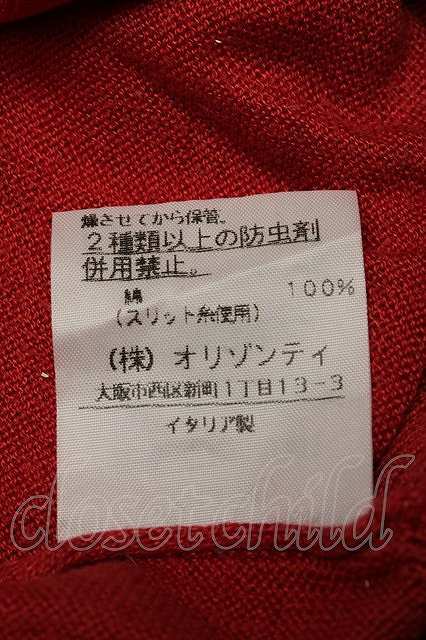 燥させてから保管。
２種類以上の防虫剤
併用禁止。
綿 100%
(スリット糸使用)
(株) オリゾンティ
大阪市西区新町1丁目13-3
イタリア製
closet child